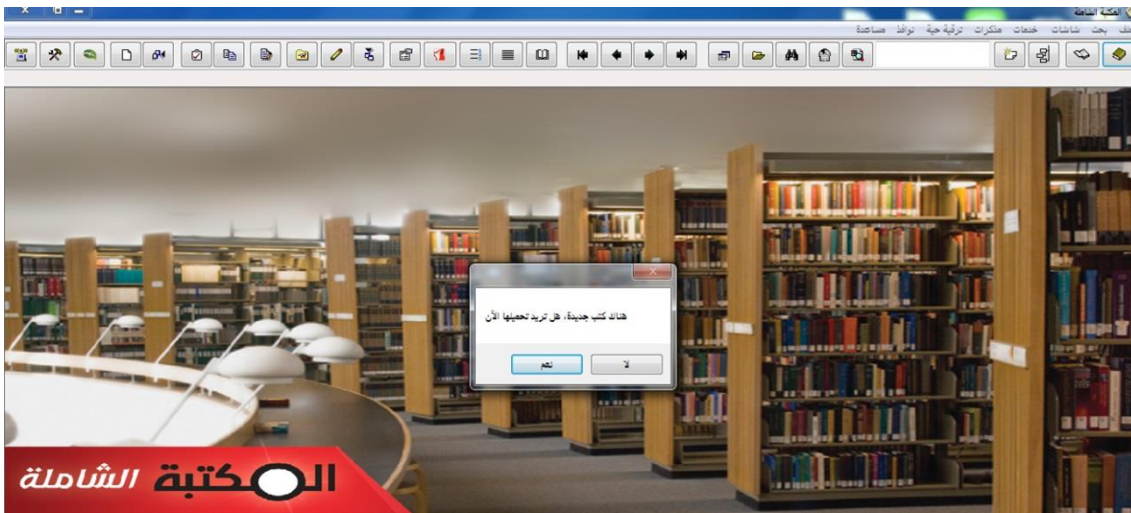 المكتبة الشاملة
ملف بحث شاشات خدمات مذكرات ترقية حية نوافذ مساعدة
هناك كتب جديدة، هل تريد تحميلها الأن
لا
نعم
المكتبة الشاملة